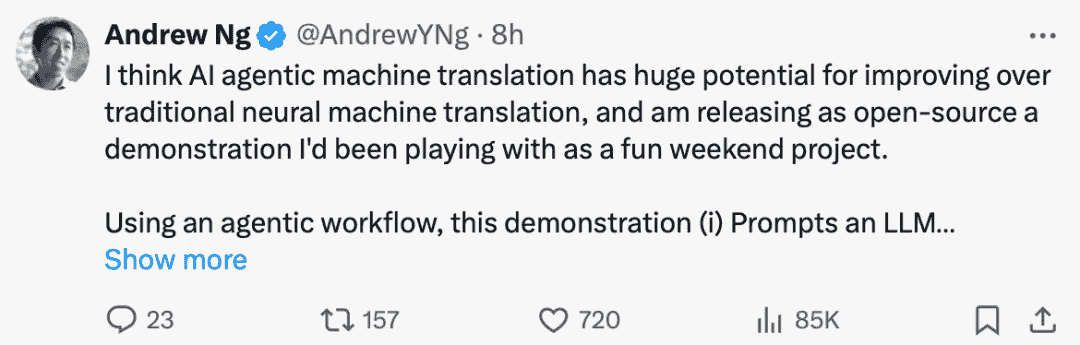 Andrew Ng @AndrewYNg · 8h
I think AI agentic machine translation has huge potential for improving over
traditional neural machine translation, and am releasing as open-source a
demonstration I'd been playing with as a fun weekend project.
Using an agentic workflow, this demonstration (i) Prompts an LLM...
Show more
23 157 720 85K